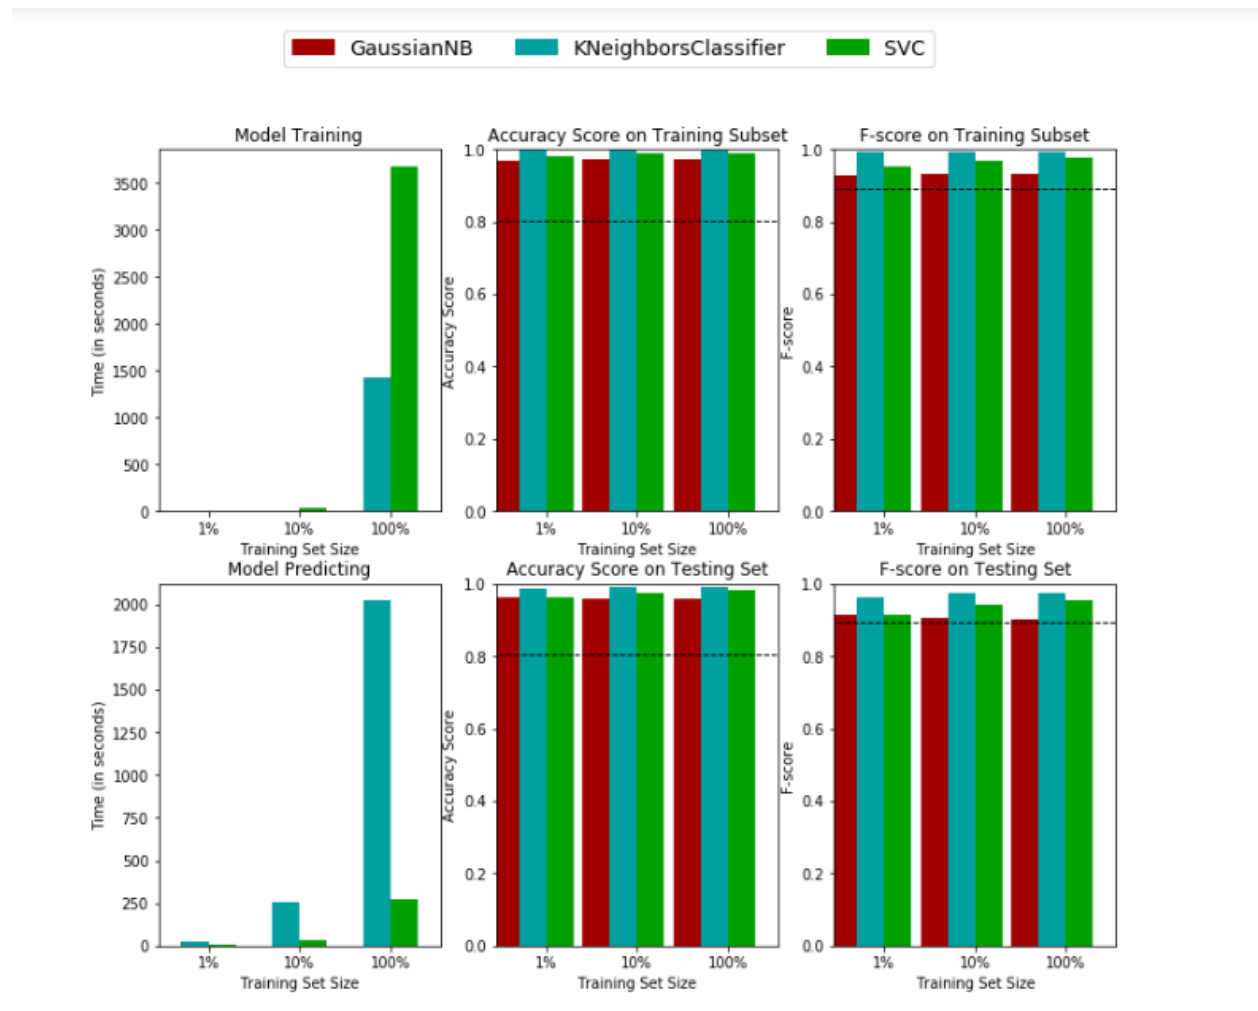 GaussianNB KNeighborsClassifier SVC
Model Training
Time (in seconds)
3500
3000
2500
2000
1500
1000
500
0
1% 10% 100%
Training Set Size
Accuracy Score on Training Subset
Accuracy Score
1.0
0.8
0.6
0.4
0.2
0.0
1% 10% 100%
Training Set Size
F-score on Training Subset
F-score
1.0
0.8
0.6
0.4
0.2
0.0
1% 10% 100%
Training Set Size
Model Predicting
Time (in seconds)
2000
1750
1500
1250
1000
750
500
250
0
1% 10% 100%
Training Set Size
Accuracy Score on Testing Set
Accuracy Score
1.0
0.8
0.6
0.4
0.2
0.0
1% 10% 100%
Training Set Size
F-score on Testing Set
F-score
1.0
0.8
0.6
0.4
0.2
0.0
1% 10% 100%
Training Set Size